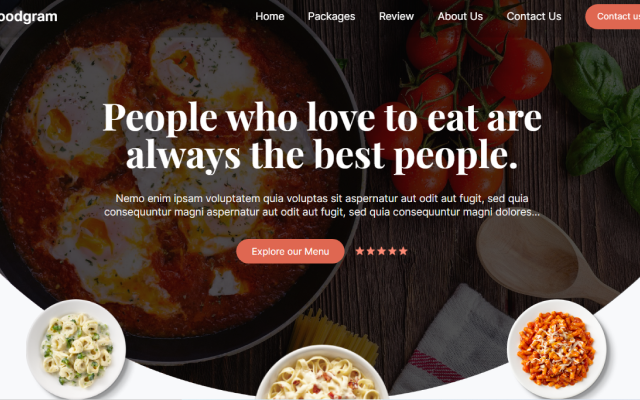 oodgram
Home Packages Review About Us Contact Us Contact us
People who love to eat are
always the best people.
Nemo enim ipsam voluptatem quia voluptas sit aspernatur aut odit aut fugit, sed quia
consequuntur magni aspernatur aut odit aut fugit, sed quia consequuntur magni dolores...
Explore our Menu